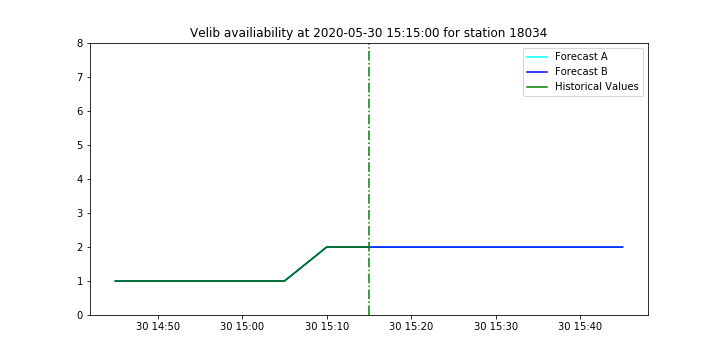 Velib availiability at 2020-05-30 15:15:00 for station 18034
8
7
6
5
4
3
2
1
0
Forecast A
Forecast B
Historical Values
30 14:50 30 15:00 30 15:10 30 15:20 30 15:30 30 15:40